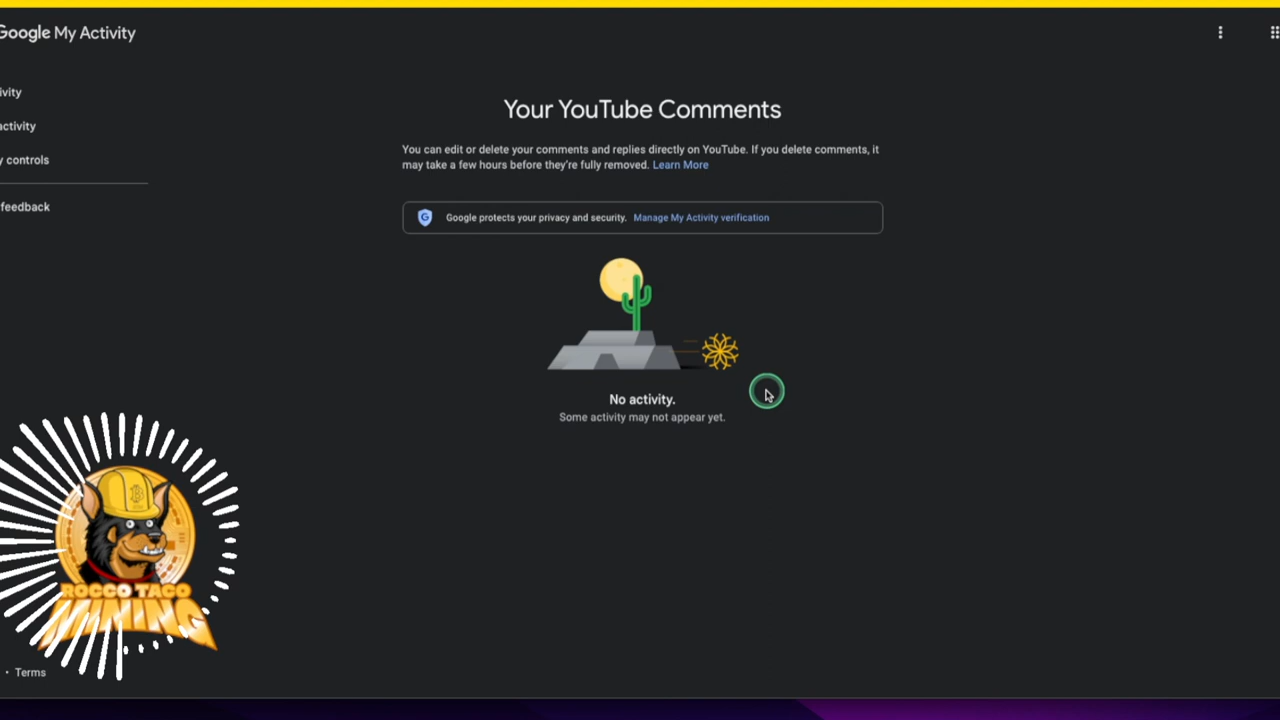 Google My Activity
ivity
activity
y controls
feedback
Your YouTube Comments
You can edit or delete your comments and replies directly on YouTube. If you delete comments, it
may take a few hours before they're fully removed. Learn More
G
Google protects your privacy and security. Manage My Activity verification
No activity.
Some activity may not appear yet.
ROCCO TACO
MINING
• Terms